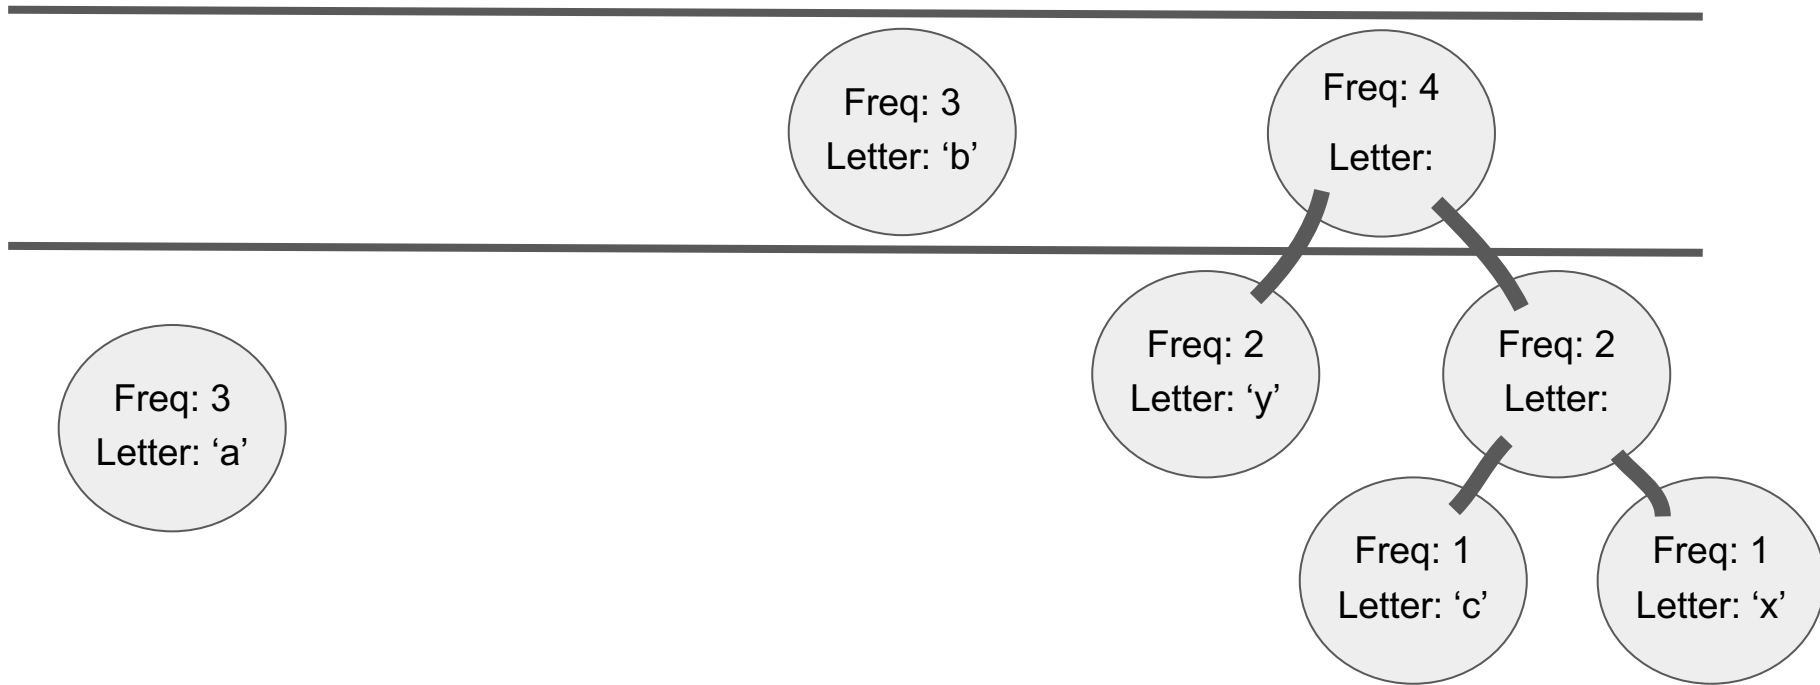 Freq: 3
Letter: ‘b’
Freq: 4
Letter:
Freq: 3
Letter: ‘a’
Freq: 2
Letter: ‘y’
Freq: 2
Letter:
Freq: 1
Letter: ‘c’
Freq: 1
Letter: ‘x’